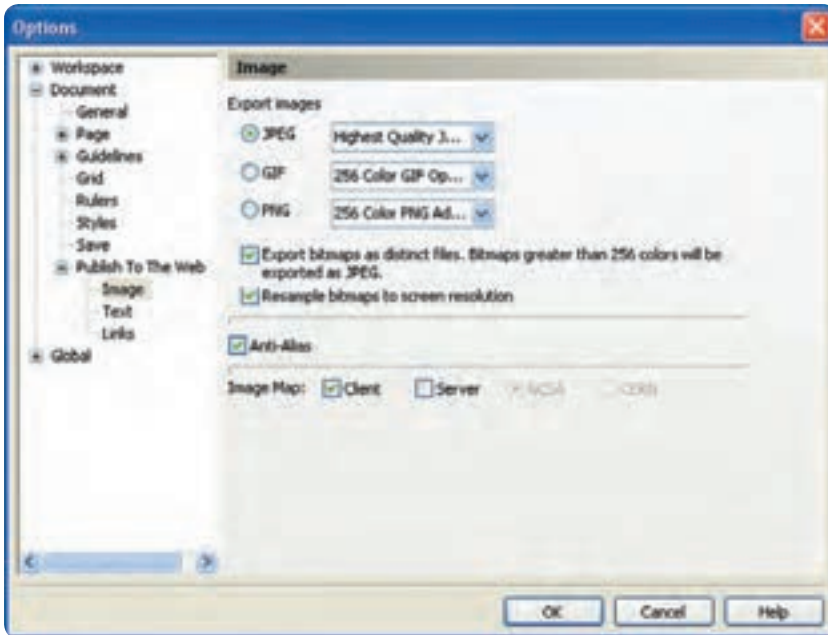 Options
Workspace
Document
General
Page
Guidelines
Grid
Rulers
Styles
Save
Publish To The Web
Image
Text
Links
Global
Image
Export images
JPEG
Highest Quality J...
GIF
256 Color GIF Op...
PNG
256 Color PNG Ad...
Export bitmaps as distinct files. Bitmaps greater than 256 colors will be
exported as JPEG.
Resample bitmaps to screen resolution
Anti-Alias
Image Map: Client Server NCSA CERN
OK Cancel Help